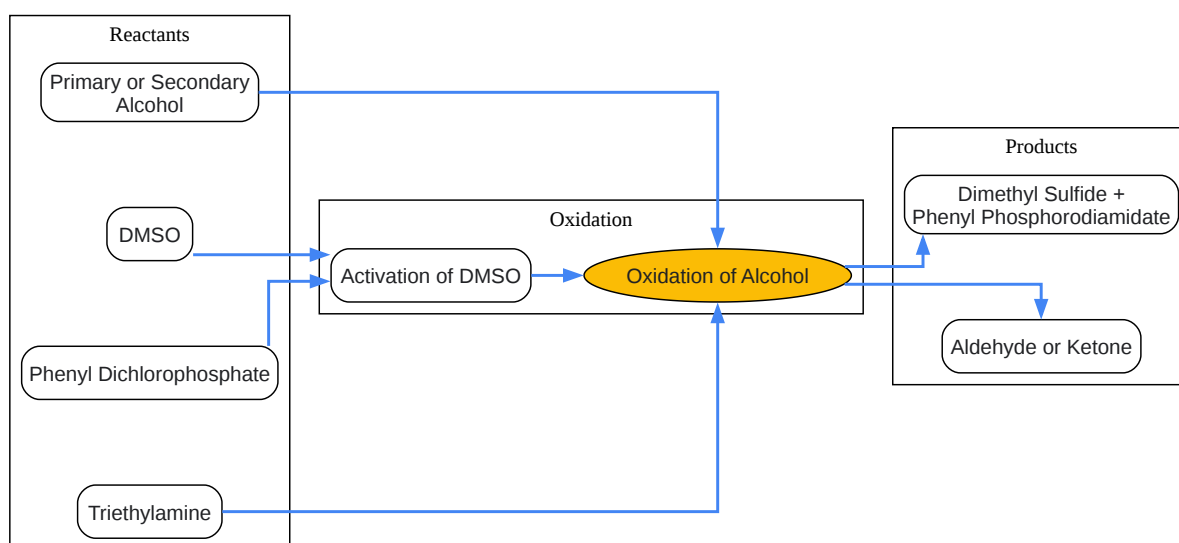 Reactants
Primary or Secondary
Alcohol
DMSO
Phenyl Dichlorophosphate
Triethylamine
Oxidation
Activation of DMSO
Oxidation of Alcohol
Products
Dimethyl Sulfide +
Phenyl Phosphorodiamidate
Aldehyde or Ketone